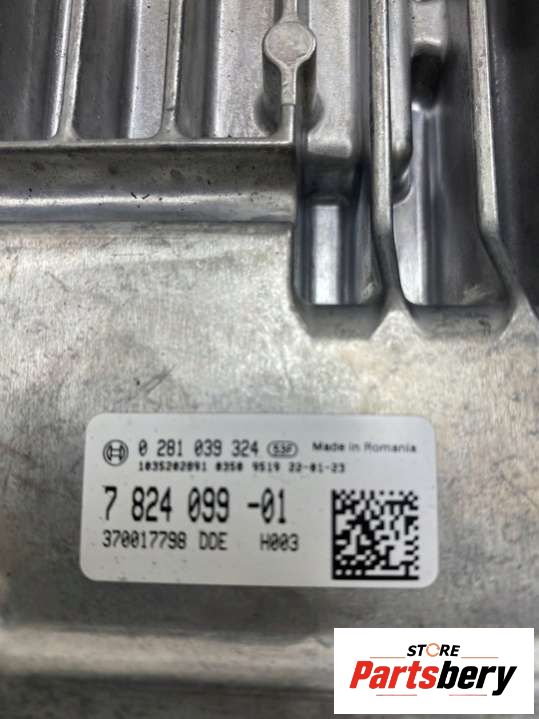 0 281 039 324 53F Made in Romania
1035202891 0350 9519 22-01-23
7 824 099 -01
370017798 DDE H003
STORE
Partsbery